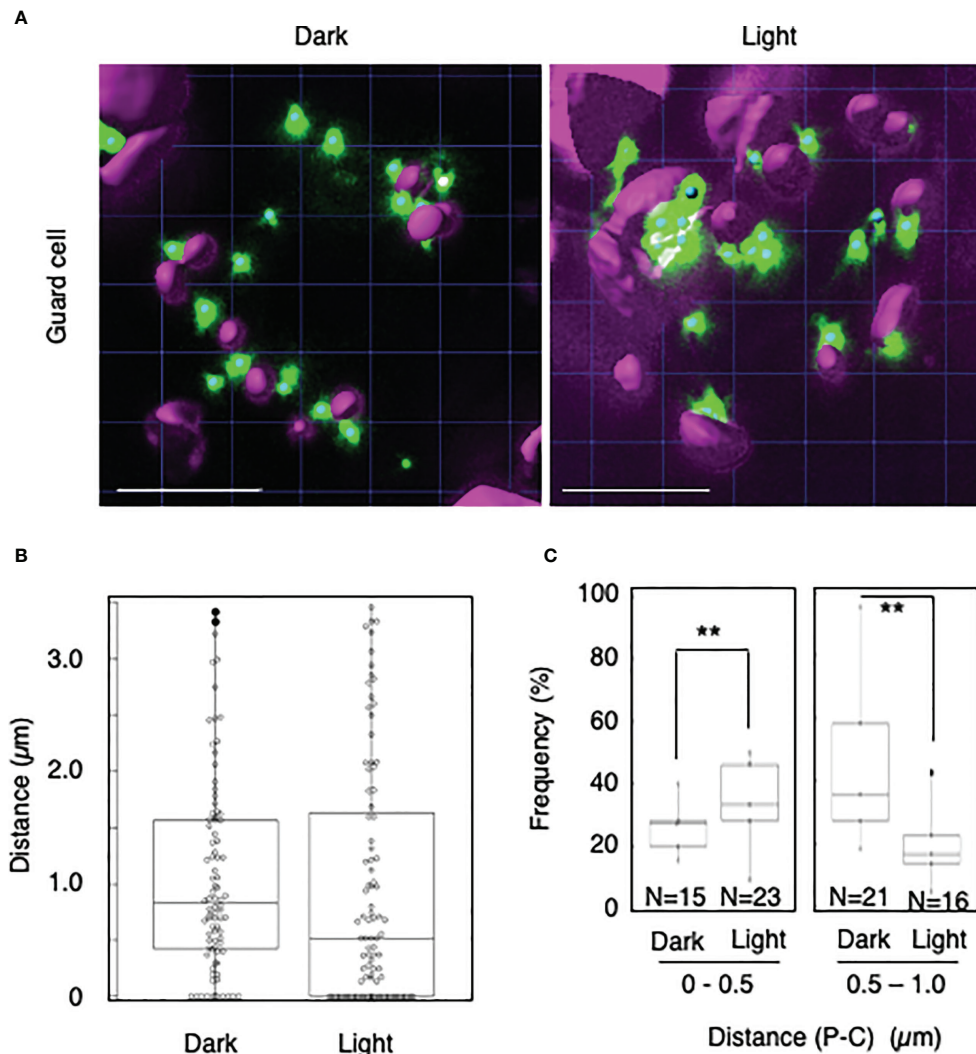 A
Dark Light
Guard cell
B
C
Distance (µm)
3.0
2.0
1.0
0
Dark Light
Frequency (%)
100
80
60
40
20
0
** **
N=15 N=23 N=21 N=16
Dark Light Dark Light
0 - 0.5 0.5 – 1.0
Distance (P-C) (µm)